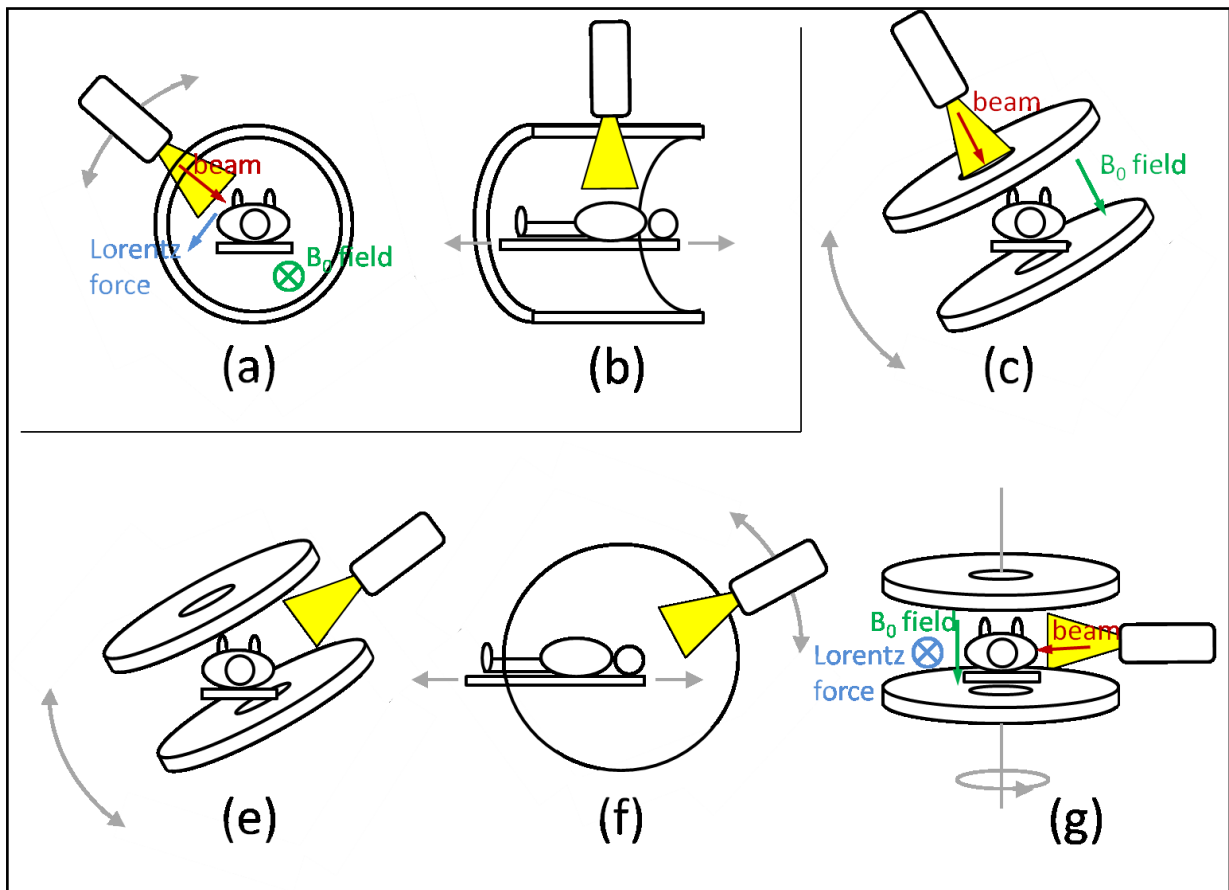 beam
Lorentz
force
B₀ field
(a)
(b)
beam
B₀ field
(c)
(e)
(f)
B₀ field
beam
Lorentz
force
(g)